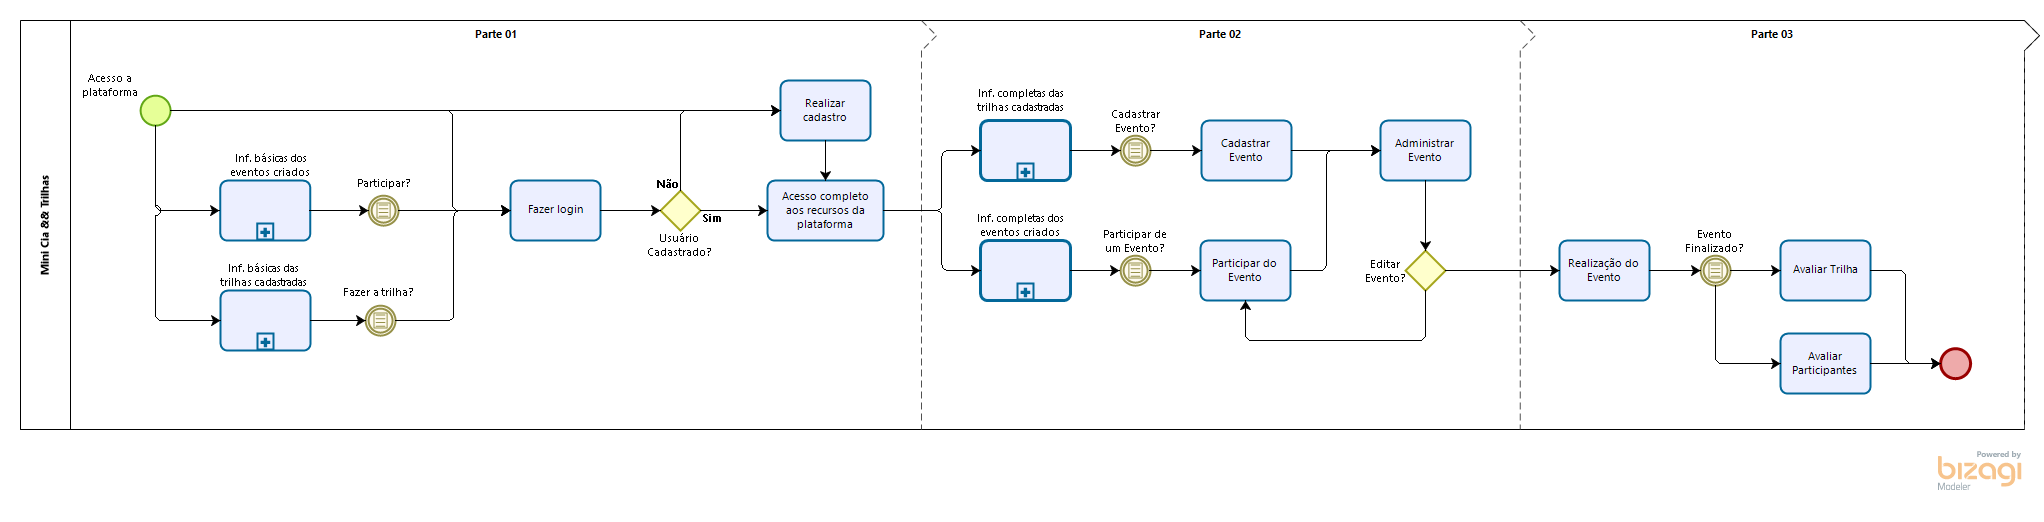 Mini Cia && Trilhas
Parte 01
Parte 02
Parte 03
Acesso a
plataforma
Inf. básicas dos
eventos criados
Participar?
Inf. básicas das
trilhas cadastradas
Fazer a trilha?
Fazer login
Não
Sim
Usuário
Cadastrado?
Realizar
cadastro
Acesso completo
aos recursos da
plataforma
Inf. completas das
trilhas cadastradas
Cadastrar
Evento?
Cadastrar
Evento
Administrar
Evento
Inf. completas dos
eventos criados
Participar de
um Evento?
Participar do
Evento
Editar
Evento?
Realização do
Evento
Evento
Finalizado?
Avaliar Trilha
Avaliar
Participantes
Powered by
bizagi
Modeler